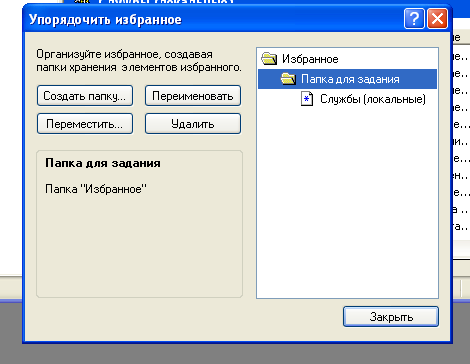 Упорядочить избранное
Организуйте избранное, создавая
папки хранения элементов избранного.
Создать папку...
Переименовать
Переместить...
Удалить
Папка для задания
Папка "Избранное"
Избранное
Папка для задания
Службы (локальные)
Закрыть